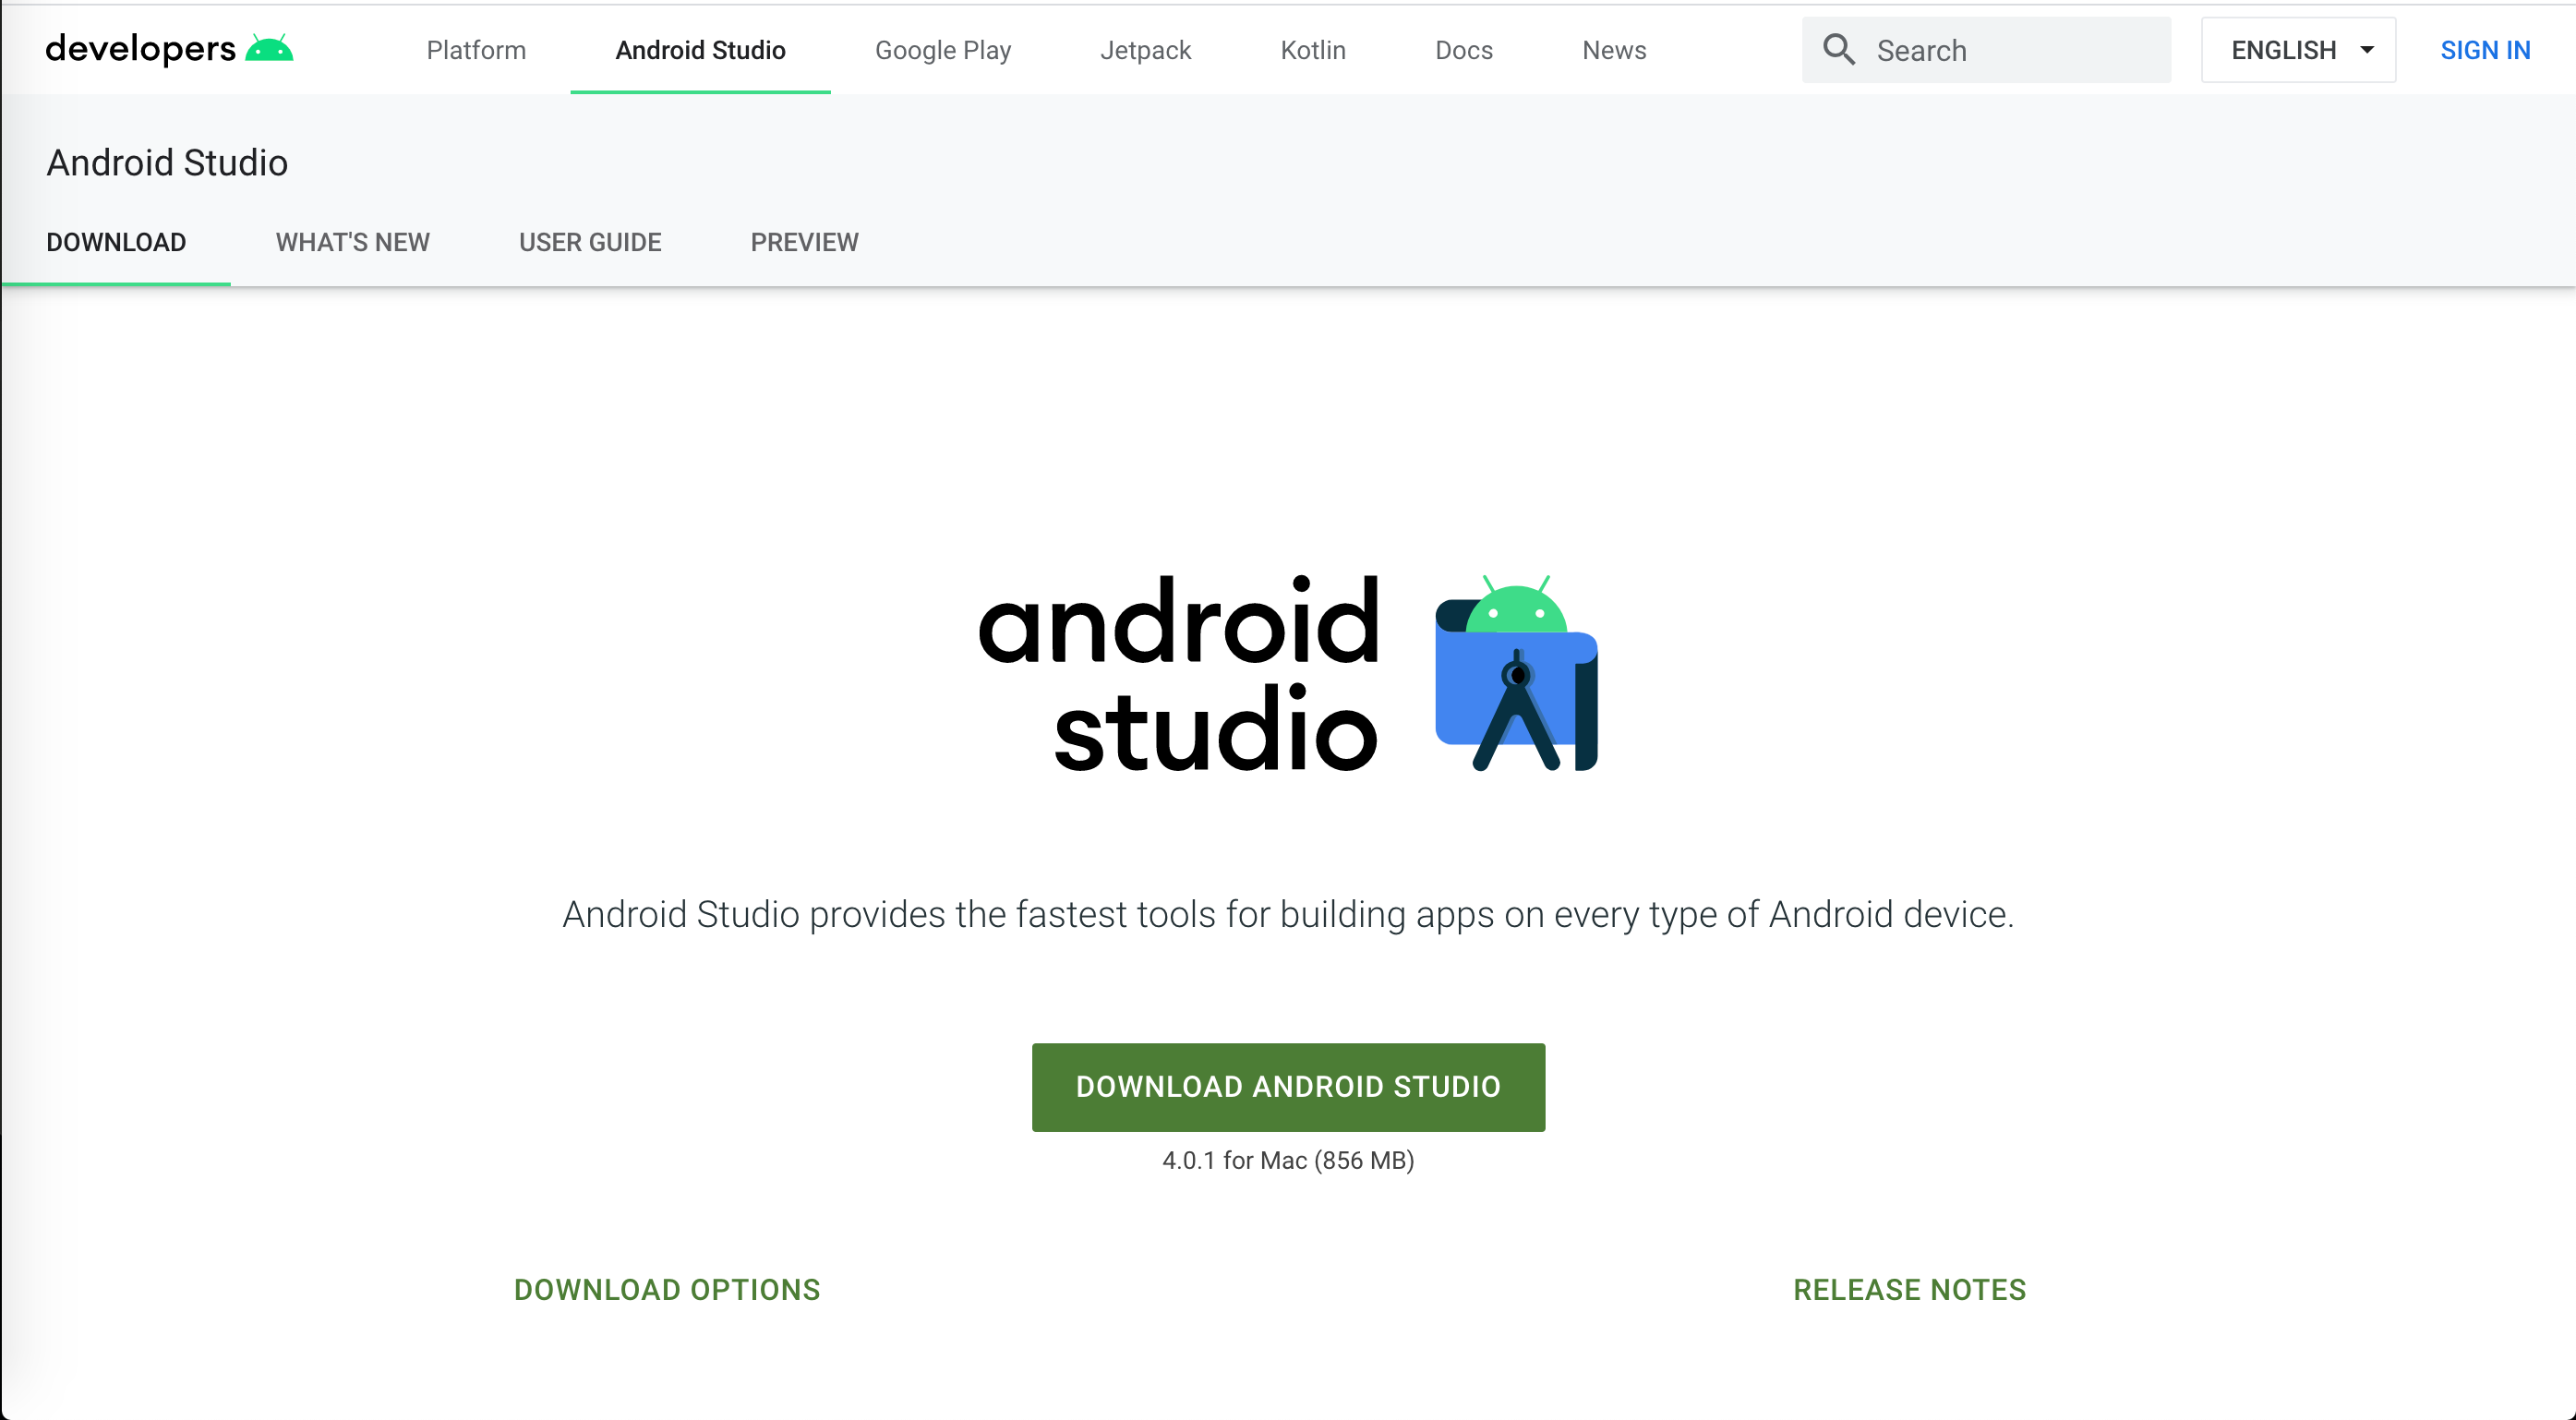 developers Platform Android Studio Google Play Jetpack Kotlin Docs News Search ENGLISH SIGN IN
Android Studio
DOWNLOAD WHAT'S NEW USER GUIDE PREVIEW
android
studio
Android Studio provides the fastest tools for building apps on every type of Android device.
DOWNLOAD ANDROID STUDIO
4.0.1 for Mac (856 MB)
DOWNLOAD OPTIONS RELEASE NOTES